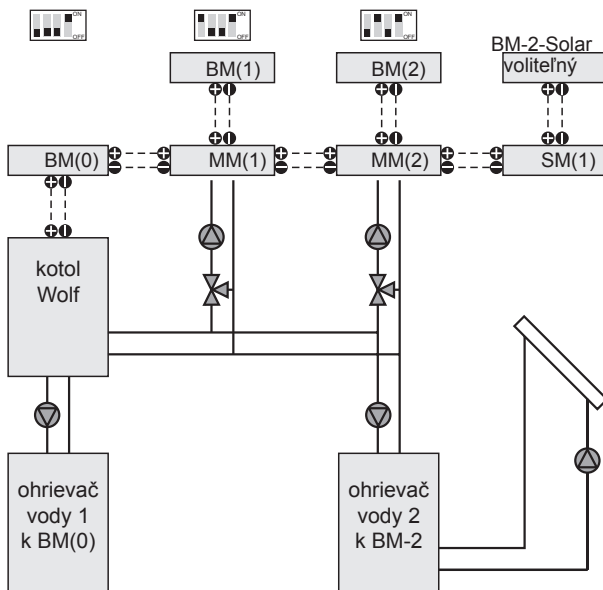 ON
OFF
ON
OFF
ON
OFF
BM(1)
BM(2)
BM-2-Solar
voliteľný
BM(0)
MM(1)
MM(2)
SM(1)
kotol
Wolf
ohrievač
vody 1
k BM(0)
ohrievač
vody 2
k BM-2